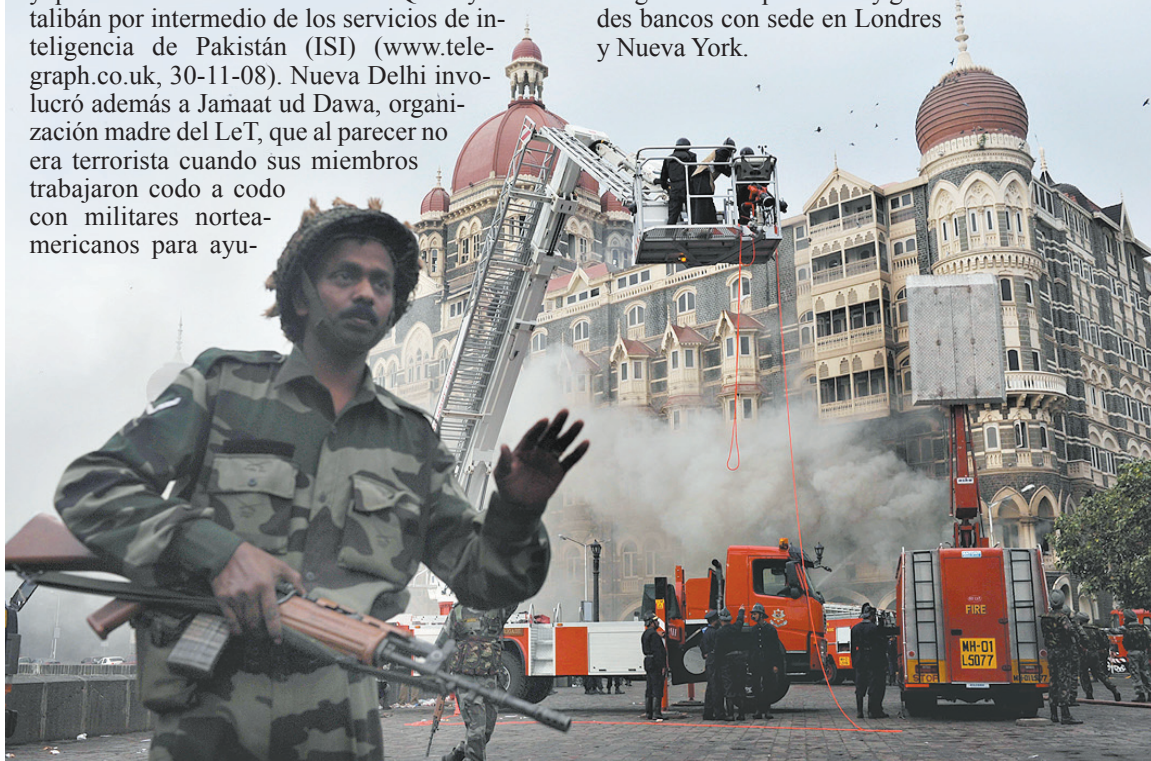 talibán por intermedio de los servicios de in-
teligencia de Pakistán (ISI) (www.tele-
graph.co.uk, 30-11-08). Nueva Delhi invo-
lucró además a Jamaat ud Dawa, organi-
zación madre del LeT, que al parecer no
era terrorista cuando sus miembros
trabajaron codo a codo
con militares nortea-
mericanos para ayu-
des bancos con sede en Londres
y Nueva York.
FIRE
MH-01
L5077
STOP
MH-01L5077